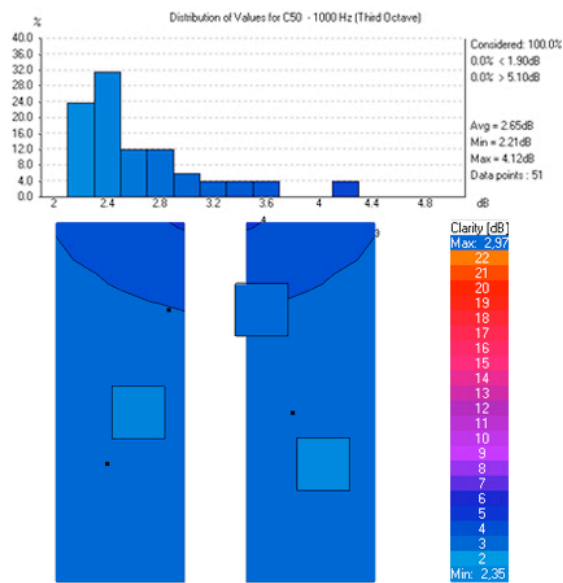 Distribution of Values for C50 - 1000 Hz (Third Octave)
%
40.0
36.0
32.0
28.0
24.0
20.0
16.0
12.0
8.0
4.0
0.0
2 2.4 2.8 3.2 3.6 4 4.4 4.8 dB
Considered: 100.0%
0.0% < 1.90dB
0.0% > 5.10dB
Avg = 2.65dB
Min = 2.21dB
Max = 4.12dB
Data points : 51
4
3
Clarity [dB]
Max: 2,97
22
21
20
19
18
17
16
15
14
13
12
11
10
9
8
7
6
5
4
3
2
Min: 2,35